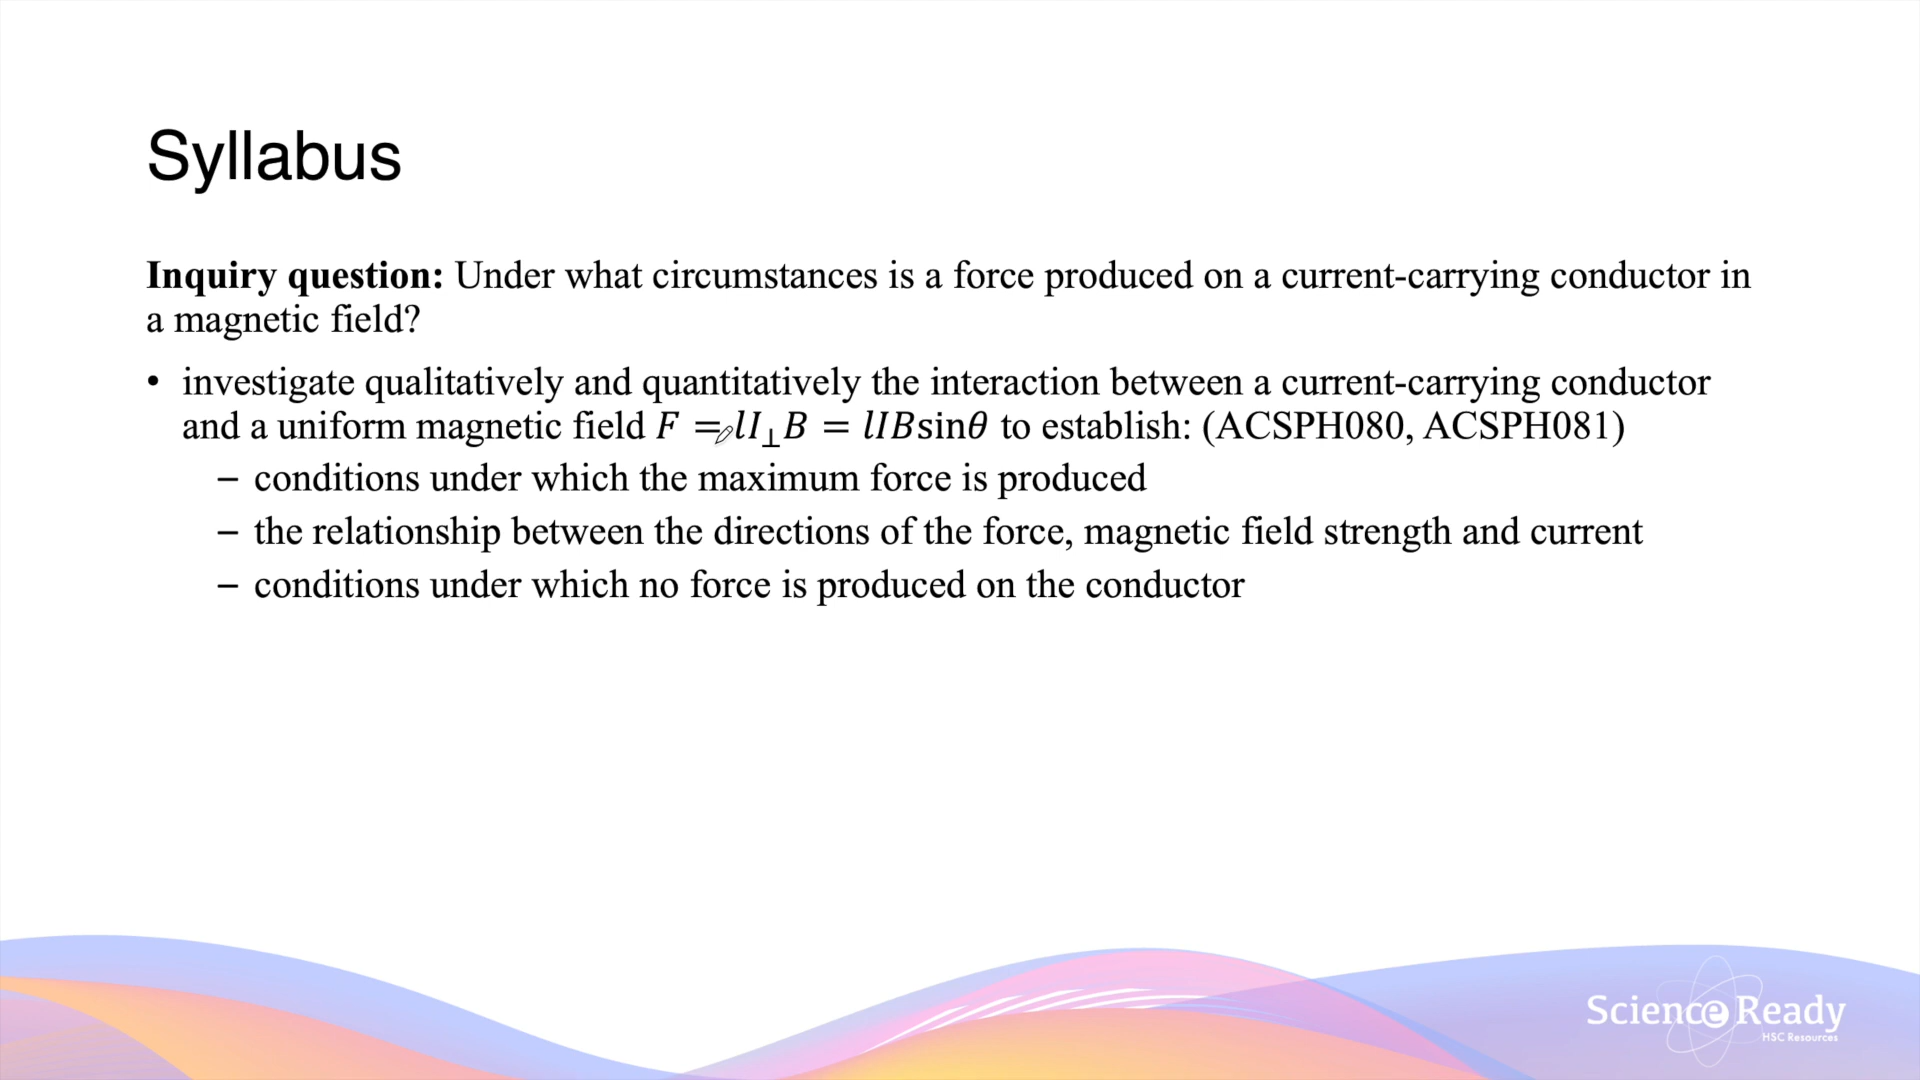 Syllabus
Inquiry question: Under what circumstances is a force produced on a current-carrying conductor in
a magnetic field?
• investigate qualitatively and quantitatively the interaction between a current-carrying conductor
and a uniform magnetic field F = lI⊥B = lIBsinθ to establish: (ACSPH080, ACSPH081)
– conditions under which the maximum force is produced
– the relationship between the directions of the force, magnetic field strength and current
– conditions under which no force is produced on the conductor
Science Ready
HSC Resources